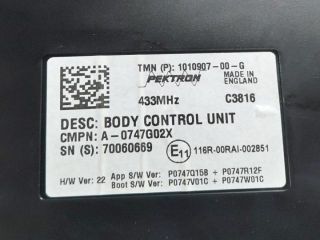 TMN (P): 1010907-00-G
PEKTRON
MADE IN
ENGLAND
433MHz
C3816
DESC: BODY CONTROL UNIT
CMPN: A-0747G02X
SN (S): 70060669
E11 116R-00RAI-002851
H/W Ver: 22 App S/W Ver: P0747Q15B + P0747R12F
Boot S/W Ver: P0747V01C + P0747W01C